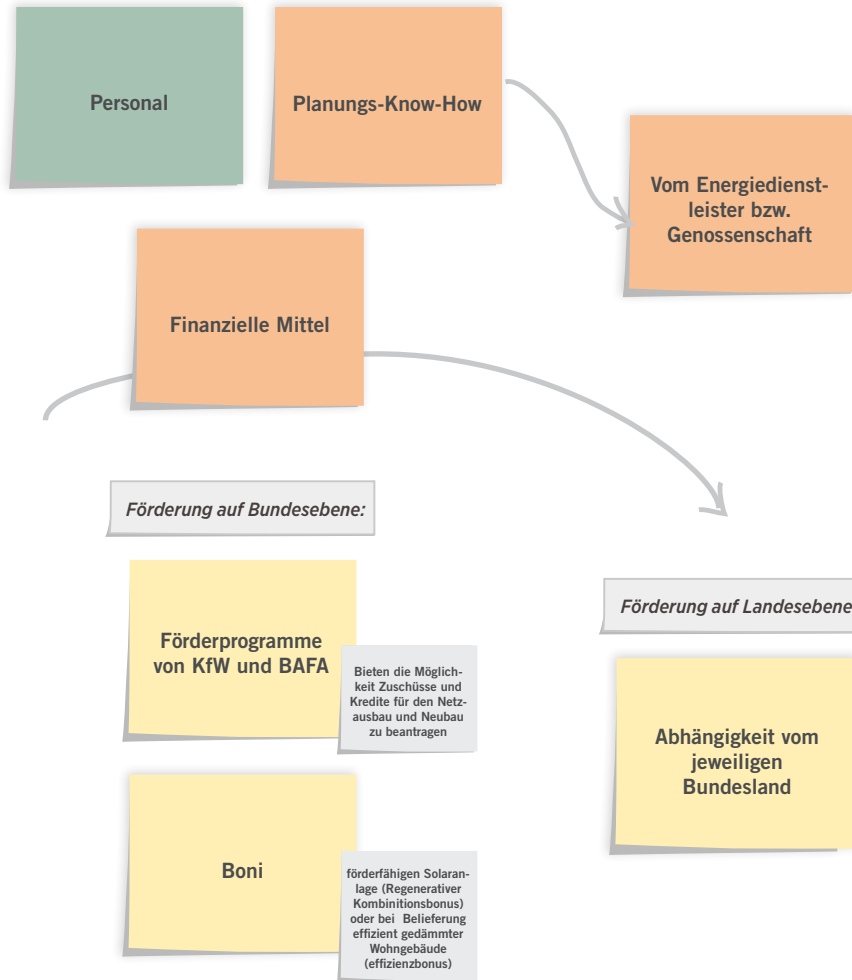 Personal
Planungs-Know-How
Vom Energiedienst-
leister bzw.
Genossenschaft
Finanzielle Mittel
Förderung auf Bundesebene:
Förderprogramme
von KfW und BAFA
Bieten die Möglich-
keit Zuschüsse und
Kredite für den Netz-
ausbau und Neubau
zu beantragen
Boni
förderfähigen Solaran-
lage (Regenerativer
Kombinitionsbonus)
oder bei Belieferung
effizient gedämmter
Wohngebäude
(effizienzbonus)
Förderung auf Landesebene
Abhängigkeit vom
jeweiligen
Bundesland